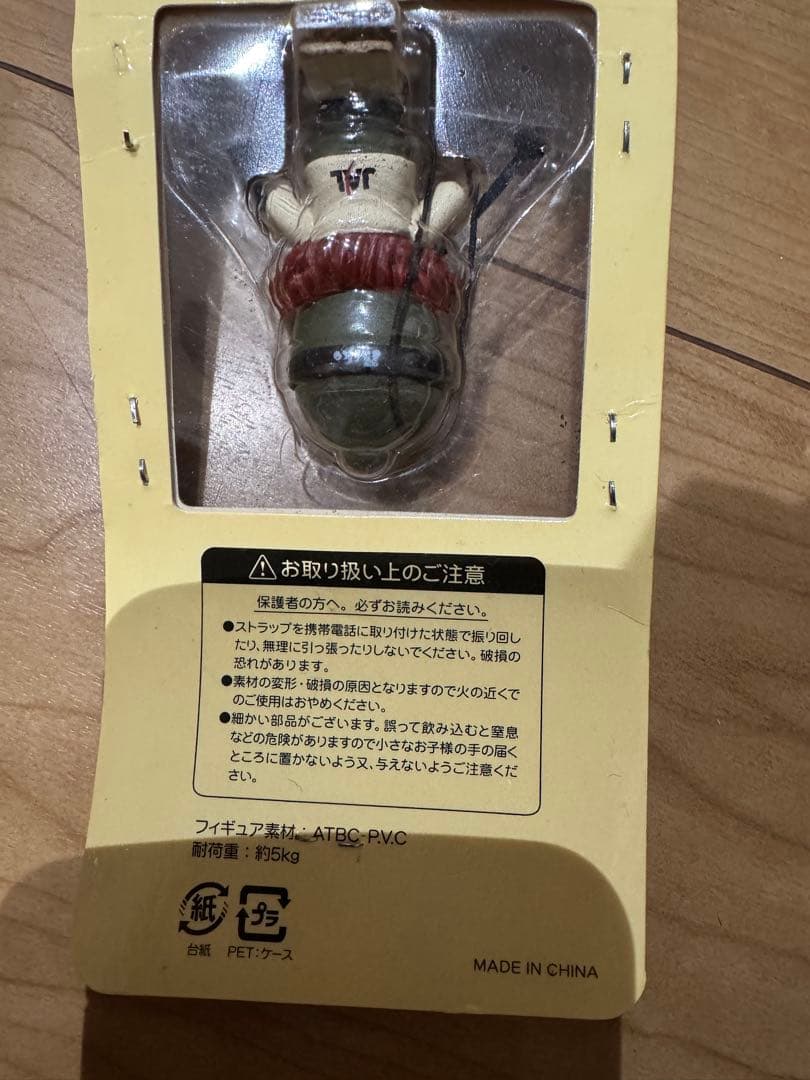 JAL
お取り扱い上のご注意
保護者の方へ。必ずお読みください。
●ストラップを携帯電話に取り付けた状態で振り回し
たり、無理に引っ張ったりしないでください。破損の
恐れがあります。
●素材の変形・破損の原因となりますので火の近くで
のご使用はおやめください。
●細かい部品がございます。誤って飲み込むと窒息
などの危険がありますので小さなお子様の手の届く
ところに置かないよう又、与えないようご注意くだ
さい。
フィギュア素材：ATBC-P.V.C
耐荷重：約5kg
紙 プラ
台紙 PET:ケース
MADE IN CHINA